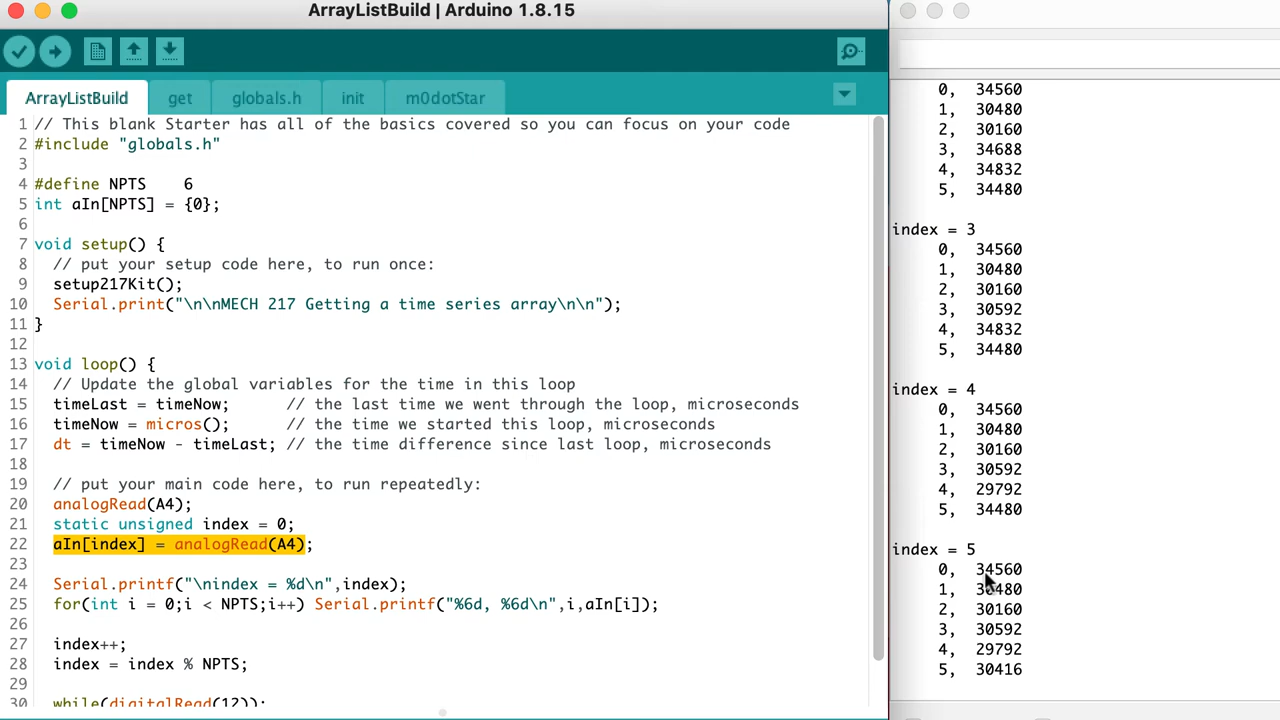 ArrayListBuild | Arduino 1.8.15
ArrayListBuild get globals.h init m0dotStar
1 // This blank Starter has all of the basics covered so you can focus on your code
2 #include "globals.h"
3
4 #define NPTS 6
5 int aIn[NPTS] = {0};
6
7 void setup() {
8 // put your setup code here, to run once:
9 setup217Kit();
10 Serial.print("\n\nMECH 217 Getting a time series array\n\n");
11 }
12
13 void loop() {
14 // Update the global variables for the time in this loop
15 timeLast = timeNow; // the last time we went through the loop, microseconds
16 timeNow = micros(); // the time we started this loop, microseconds
17 dt = timeNow - timeLast; // the time difference since last loop, microseconds
18
19 // put your main code here, to run repeatedly:
20 analogRead(A4);
21 static unsigned index = 0;
22 aIn[index] = analogRead(A4);
23
24 Serial.printf("\nindex = %d\n",index);
25 for(int i = 0;i < NPTS;i++) Serial.printf("%6d, %6d\n",i,aIn[i]);
26
27 index++;
28 index = index % NPTS;
29
30 while(digitalRead(12));
0, 34560
1, 30480
2, 30160
3, 34688
4, 34832
5, 34480
index = 3
0, 34560
1, 30480
2, 30160
3, 30592
4, 34832
5, 34480
index = 4
0, 34560
1, 30480
2, 30160
3, 30592
4, 29792
5, 34480
index = 5
0, 34560
1, 30480
2, 30160
3, 30592
4, 29792
5, 30416